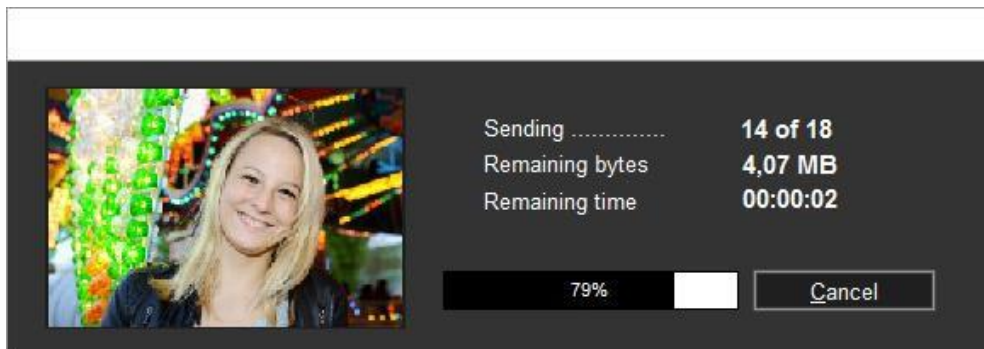 Sending .............. 14 of 18
Remaining bytes 4,07 MB
Remaining time 00:00:02
79% Cancel